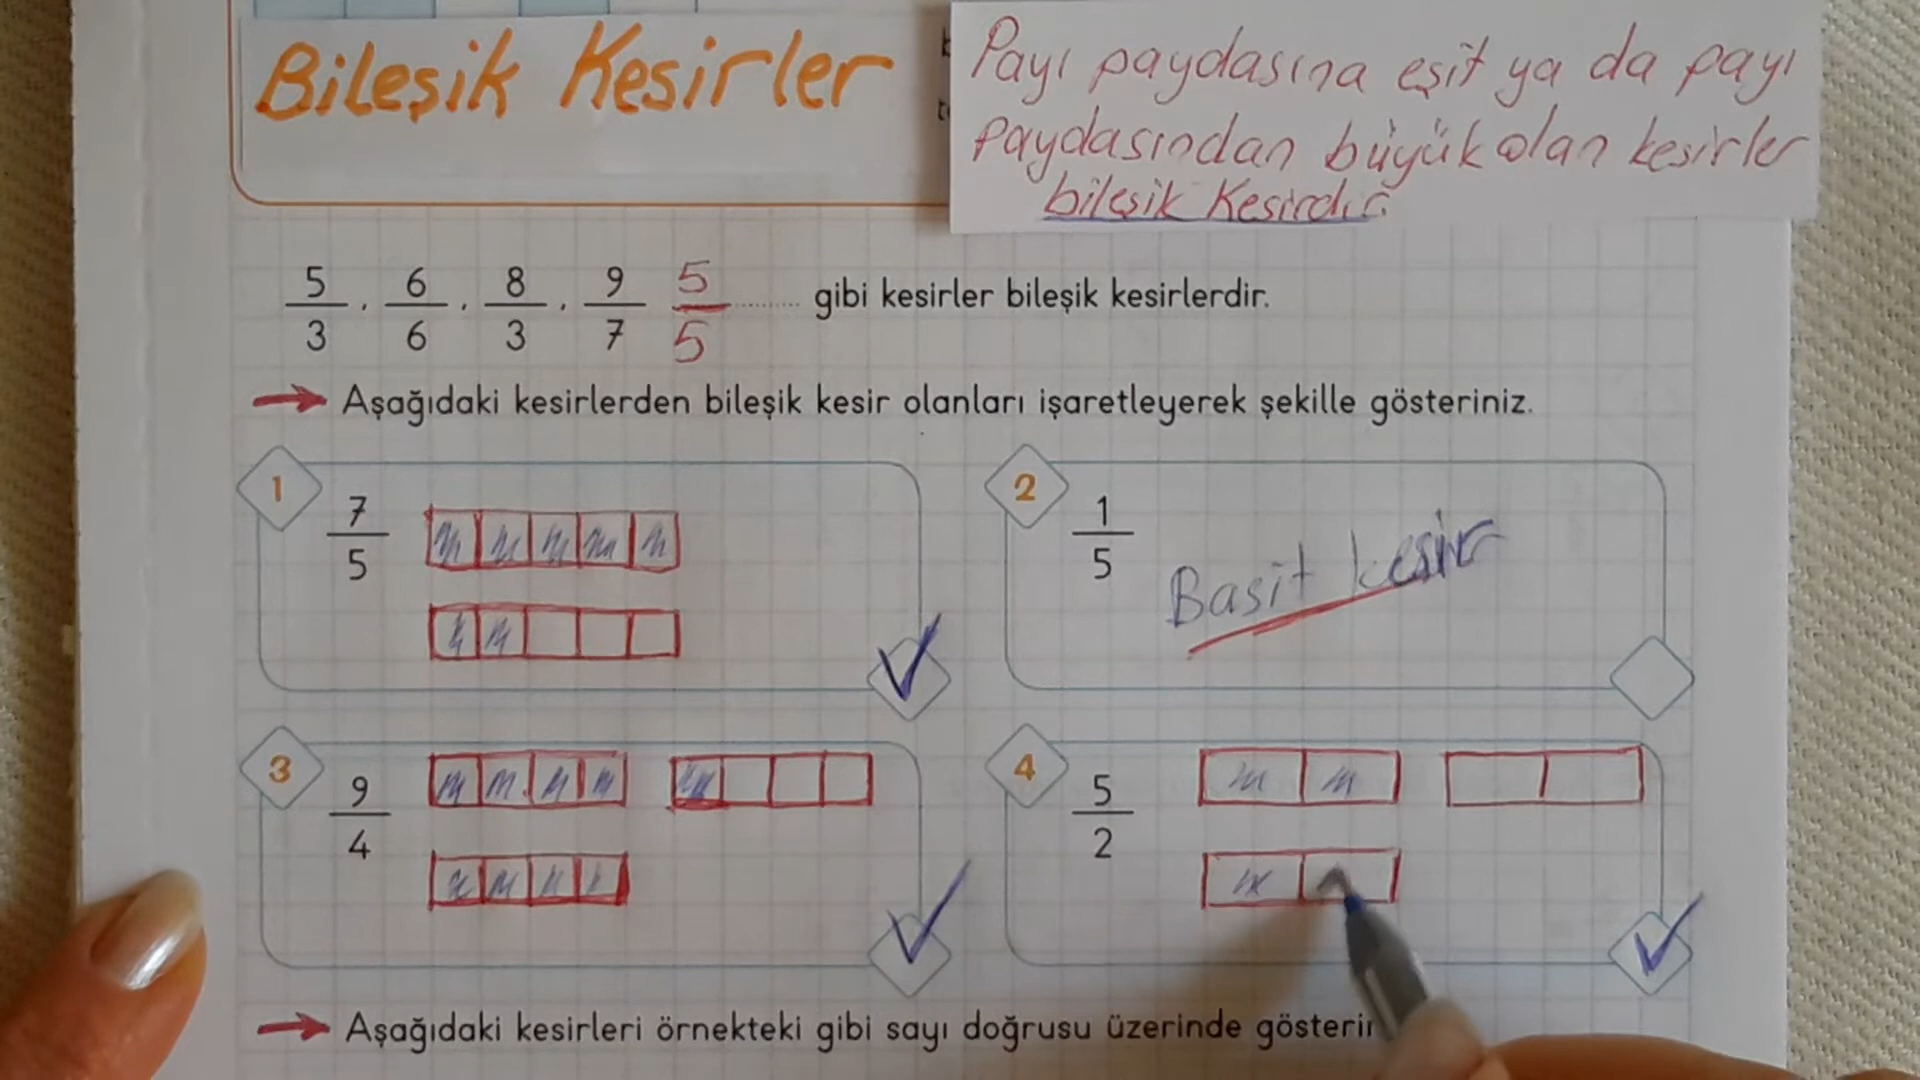 Bileşik Kesirler
Payı paydasına eşit ya da payı
paydasından büyük olan kesirler
bileşik Kesirdir
5/3, 6/6, 8/3, 9/7 5/5 ........ gibi kesirler bileşik kesirlerdir.
Aşağıdaki kesirlerden bileşik kesir olanları işaretleyerek şekille gösteriniz.
1
7/5
2
1/5
Basit kesir
3
9/4
4
5/2
Aşağıdaki kesirleri örnekteki gibi sayı doğrusu üzerinde